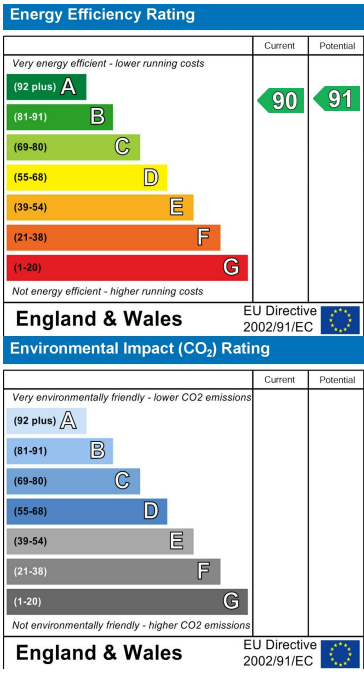 Energy Efficiency Rating
Current Potential
Very energy efficient - lower running costs
(92 plus) A
(81-91) B
90 91
(69-80) C
(55-68) D
(39-54) E
(21-38) F
(1-20) G
Not energy efficient - higher running costs
England & Wales
EU Directive
2002/91/EC
Environmental Impact (CO₂) Rating
Current Potential
Very environmentally friendly - lower CO2 emissions
(92 plus) A
(81-91) B
(69-80) C
(55-68) D
(39-54) E
(21-38) F
(1-20) G
Not environmentally friendly - higher CO2 emissions
England & Wales
EU Directive
2002/91/EC